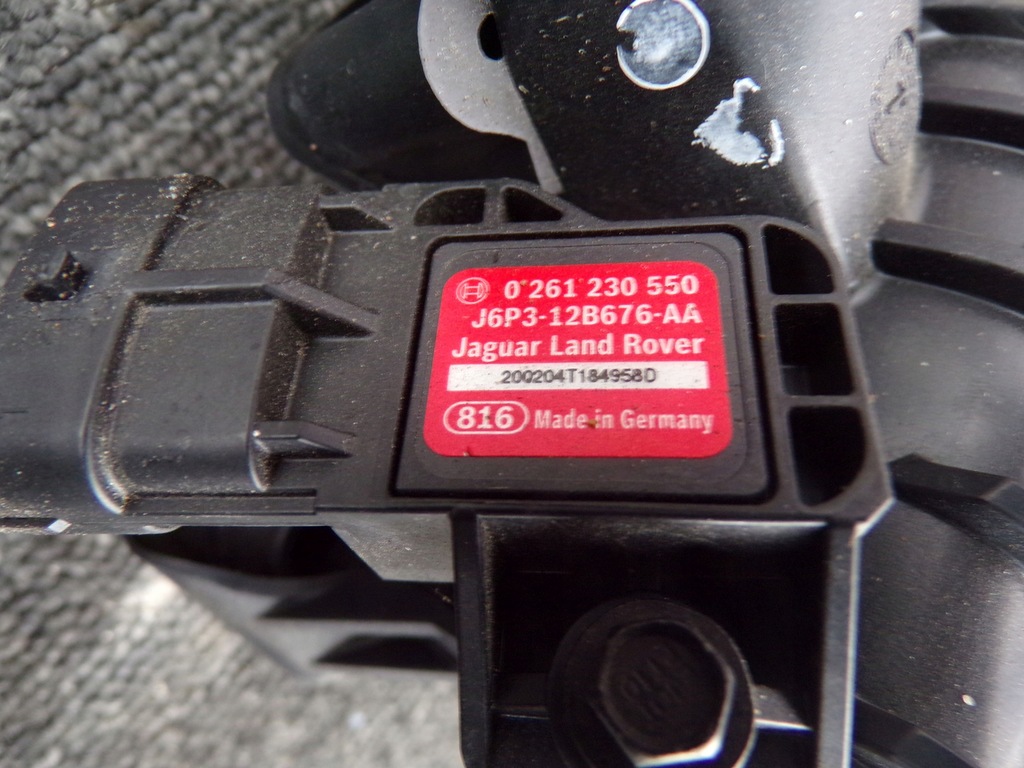 0 261 230 550
J6P3-12B676-AA
Jaguar Land Rover
200204T184958D
816 Made in Germany